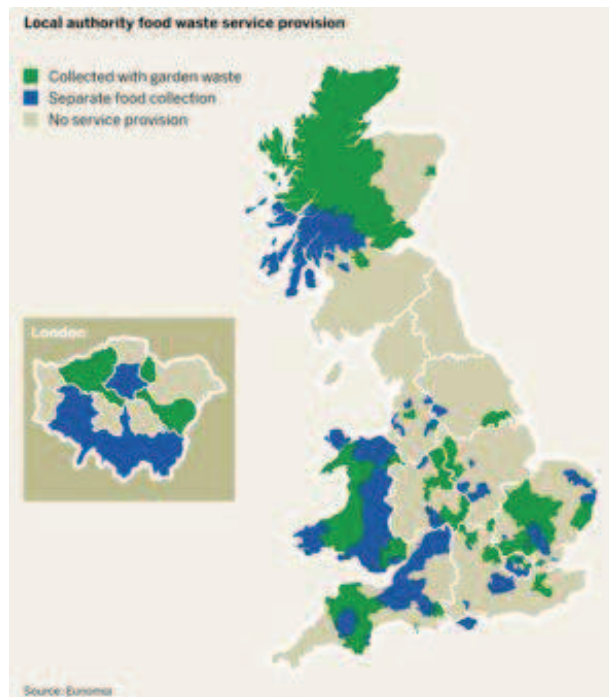 Local authority food waste service provision
Collected with garden waste
Separate food collection
No service provision
London
Source: Eunomia